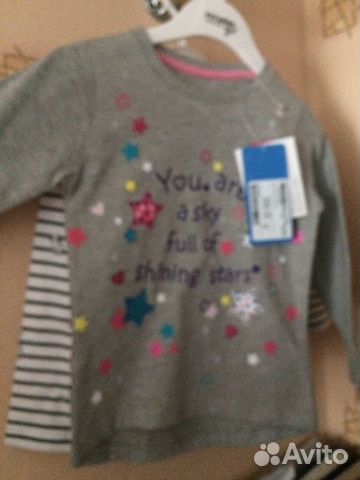 You are
a sky
full of
shining stars
Avito